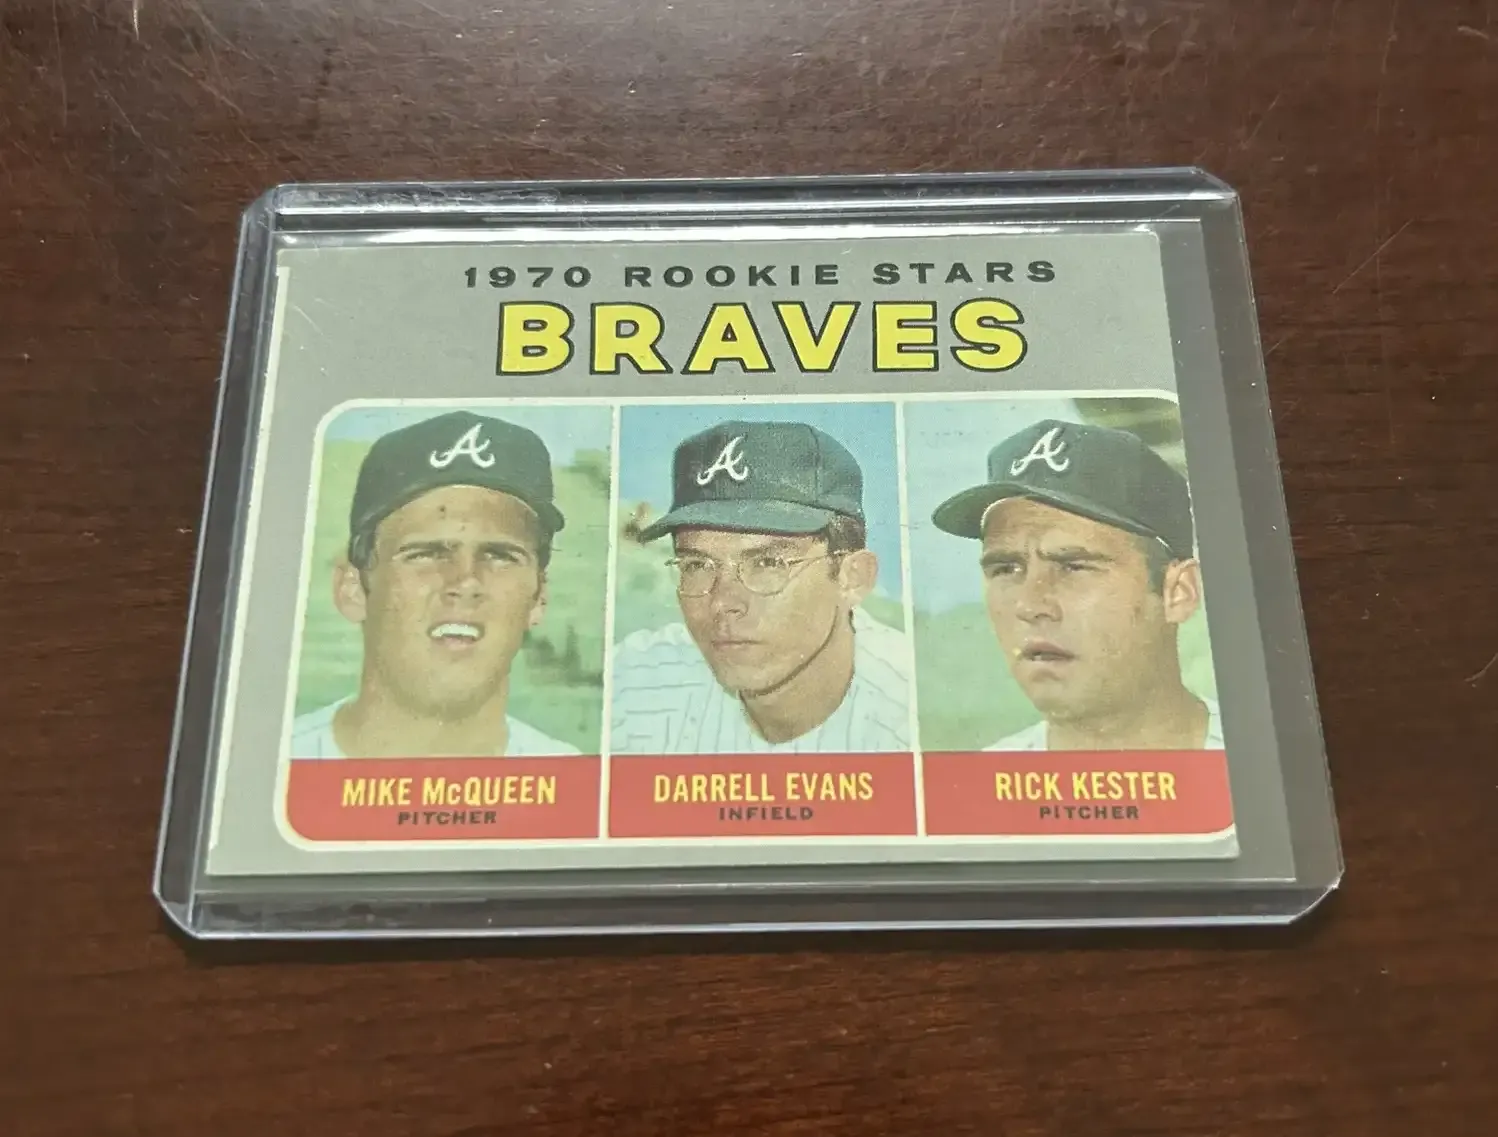 1970 ROOKIE STARS
BRAVES
A A A
MIKE McQUEEN DARRELL EVANS RICK KESTER
PITCHER INFIELD PITCHER